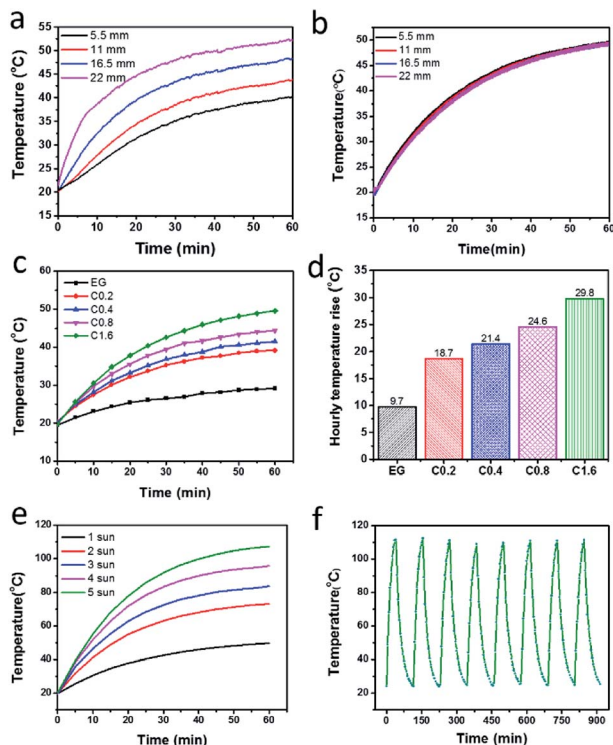 a
5.5 mm
11 mm
16.5 mm
22 mm
55
50
45
40
35
30
25
20
15
0 10 20 30 40 50 60
Temperature (°C)
Time (min)
b
5.5 mm
11 mm
16.5 mm
22 mm
55
50
45
40
35
30
25
20
15
0 10 20 30 40 50 60
Temperature(°C)
Time(min)
c
EG
C0.2
C0.4
C0.8
C1.6
60
50
40
30
20
10
0 10 20 30 40 50 60
Temperature(°C)
Time (min)
d
35
30
25
20
15
10
5
0
9.7
18.7
21.4
24.6
29.8
EG C0.2 C0.4 C0.8 C1.6
Hourly temperature rise (°C)
e
1 sun
2 sun
3 sun
4 sun
5 sun
120
100
80
60
40
20
0 10 20 30 40 50 60
Temperature(°C)
Time (min)
f
120
100
80
60
40
20
0 150 300 450 600 750 900
Temperature(°C)
Time (min)